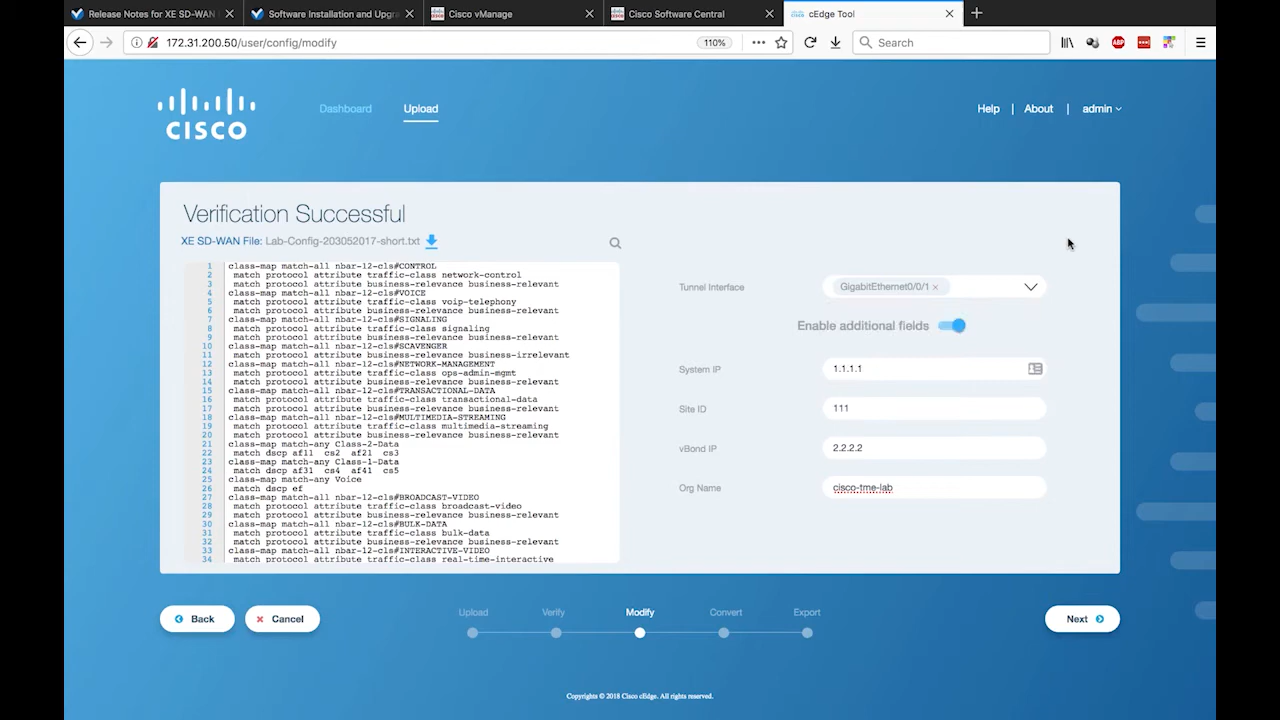 Release Notes for XE SD-WAN
Software Installation and Upgra
Cisco vManage
Cisco Software Central
cEdge Tool
172.31.200.50/user/config/modify
110%
Search
CISCO
Dashboard
Upload
Help | About | admin
Verification Successful
XE SD-WAN File: Lab-Config-203052017-short.txt
1 class-map match-all nbar-12-cls#CONTROL
2 match protocol attribute traffic-class network-control
3 match protocol attribute business-relevance business-relevant
4 class-map match-all nbar-12-cls#VOICE
5 match protocol attribute traffic-class voip-telephony
6 match protocol attribute business-relevance business-relevant
7 class-map match-all nbar-12-cls#SIGNALING
8 match protocol attribute traffic-class signaling
9 match protocol attribute business-relevance business-relevant
10 class-map match-all nbar-12-cls#SCAVENGER
11 match protocol attribute business-relevance business-irrelevant
12 class-map match-all nbar-12-cls#NETWORK-MANAGEMENT
13 match protocol attribute traffic-class ops-admin-mgmt
14 match protocol attribute business-relevance business-relevant
15 class-map match-all nbar-12-cls#TRANSACTIONAL-DATA
16 match protocol attribute traffic-class transactional-data
17 match protocol attribute business-relevance business-relevant
18 class-map match-all nbar-12-cls#MULTIMEDIA-STREAMING
19 match protocol attribute traffic-class multimedia-streaming
20 match protocol attribute business-relevance business-relevant
21 class-map match-any Class-2-Data
22 match dscp af11 cs2 af21 cs3
23 class-map match-any Class-1-Data
24 match dscp af31 cs4 af41 cs5
25 class-map match-any Voice
26 match dscp ef
27 class-map match-all nbar-12-cls#BROADCAST-VIDEO
28 match protocol attribute traffic-class broadcast-video
29 match protocol attribute business-relevance business-relevant
30 class-map match-all nbar-12-cls#BULK-DATA
31 match protocol attribute traffic-class bulk-data
32 match protocol attribute business-relevance business-relevant
33 class-map match-all nbar-12-cls#INTERACTIVE-VIDEO
34 match protocol attribute traffic-class real-time-interactive
Tunnel Interface
GigabitEthernet0/0/1 ×
Enable additional fields
System IP
1.1.1.1
Site ID
111
vBond IP
2.2.2.2
Org Name
cisco-tme-lab
Back
Cancel
Upload
Verify
Modify
Convert
Export
Next
Copyrights © 2018 Cisco cEdge. All rights reserved.